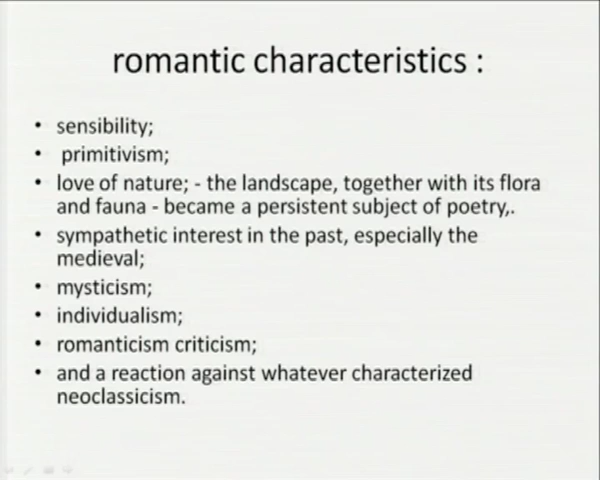 romantic characteristics :
• sensibility;
• primitivism;
• love of nature; - the landscape, together with its flora
and fauna - became a persistent subject of poetry,.
• sympathetic interest in the past, especially the
medieval;
• mysticism;
• individualism;
• romanticism criticism;
• and a reaction against whatever characterized
neoclassicism.